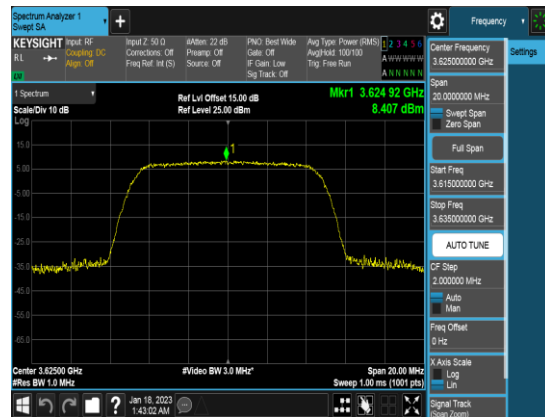 Spectrum Analyzer 1
Swept SA
+
Frequency
KEYSIGHT
RL
LV
Input: RF
Coupling: DC
Align: Off
Input Z: 50 Ω
Corrections: Off
Freq Ref: Int (S)
#Atten: 22 dB
Preamp: Off
Source: Off
PNO: Best Wide
Gate: Off
IF Gain: Low
Sig Track: Off
Avg Type: Power (RMS)
Avg|Hold: 100/100
Trig: Free Run
1 2 3 4 5 6
A W W W W W
A N N N N N
1 Spectrum
Scale/Div 10 dB
Log
Ref Lvl Offset 15.00 dB
Ref Level 25.00 dBm
Mkr1 3.624 92 GHz
8.407 dBm
15.0
5.00
-5.00
-15.0
-25.0
-35.0
-45.0
-55.0
-65.0
1
Center 3.62500 GHz
#Res BW 1.0 MHz
#Video BW 3.0 MHz*
Span 20.00 MHz
Sweep 1.00 ms (1001 pts)
Jan 18, 2023
1:43:02 AM
?
Center Frequency
3.625000000 GHz
Settings
Span
20.0000000 MHz
Swept Span
Zero Span
Full Span
Start Freq
3.615000000 GHz
Stop Freq
3.635000000 GHz
AUTO TUNE
CF Step
2.000000 MHz
Auto
Man
Freq Offset
0 Hz
X Axis Scale
Log
Lin
Signal Track
(Span Zoom)